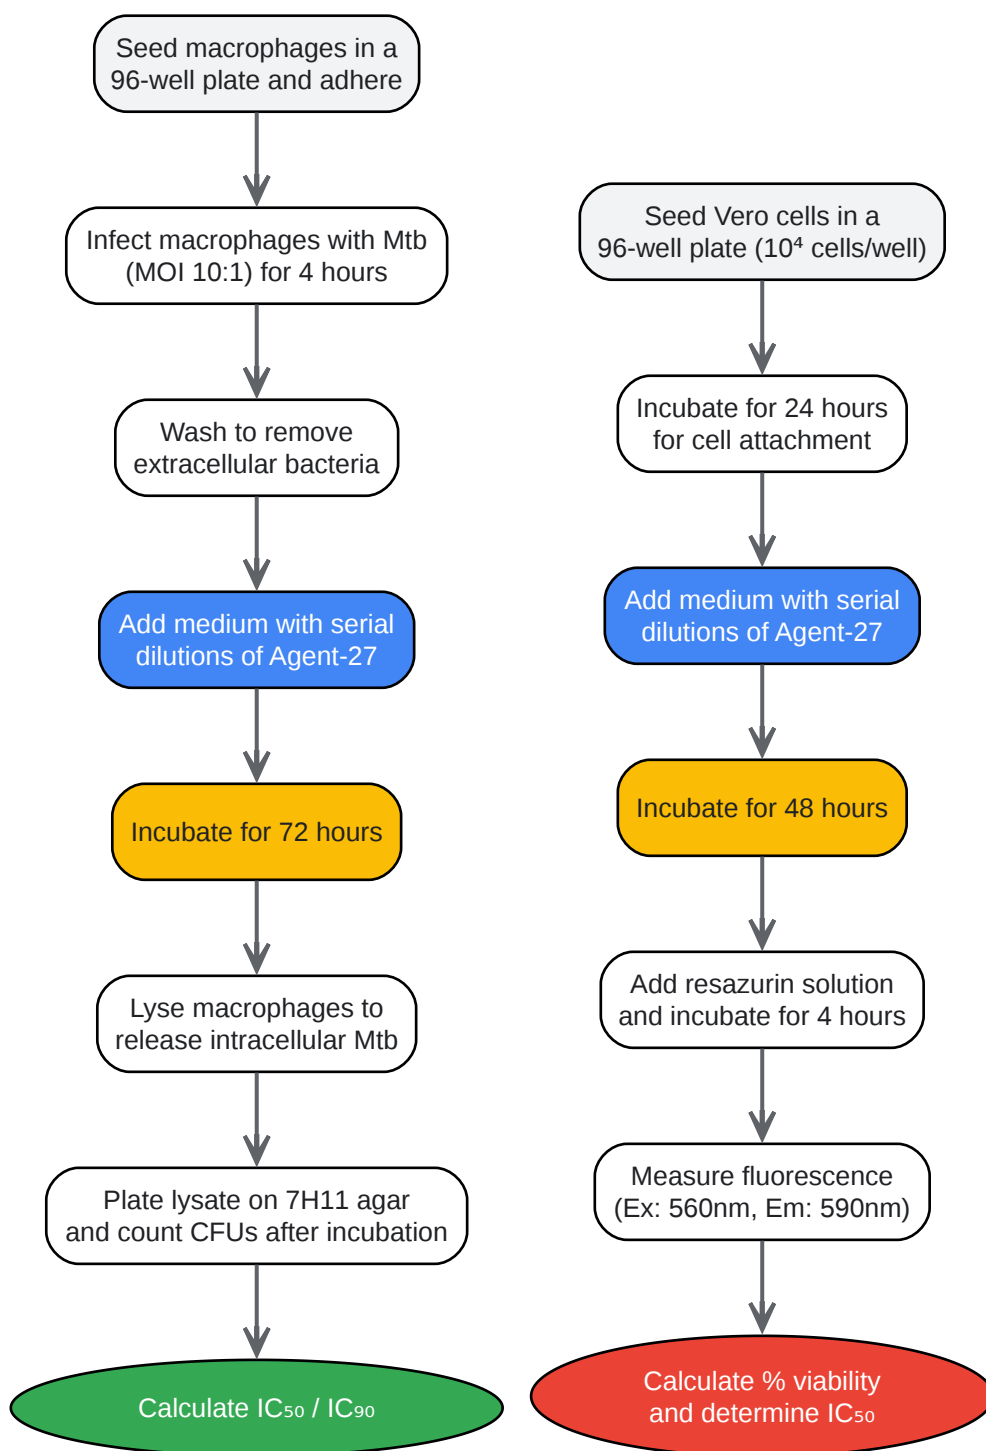 Seed macrophages in a
96-well plate and adhere
Infect macrophages with Mtb
(MOI 10:1) for 4 hours
Wash to remove
extracellular bacteria
Add medium with serial
dilutions of Agent-27
Incubate for 72 hours
Lyse macrophages to
release intracellular Mtb
Plate lysate on 7H11 agar
and count CFUs after incubation
Calculate IC₅₀ / IC₉₀
Seed Vero cells in a
96-well plate (10⁴ cells/well)
Incubate for 24 hours
for cell attachment
Add medium with serial
dilutions of Agent-27
Incubate for 48 hours
Add resazurin solution
and incubate for 4 hours
Measure fluorescence
(Ex: 560nm, Em: 590nm)
Calculate % viability
and determine IC₅₀